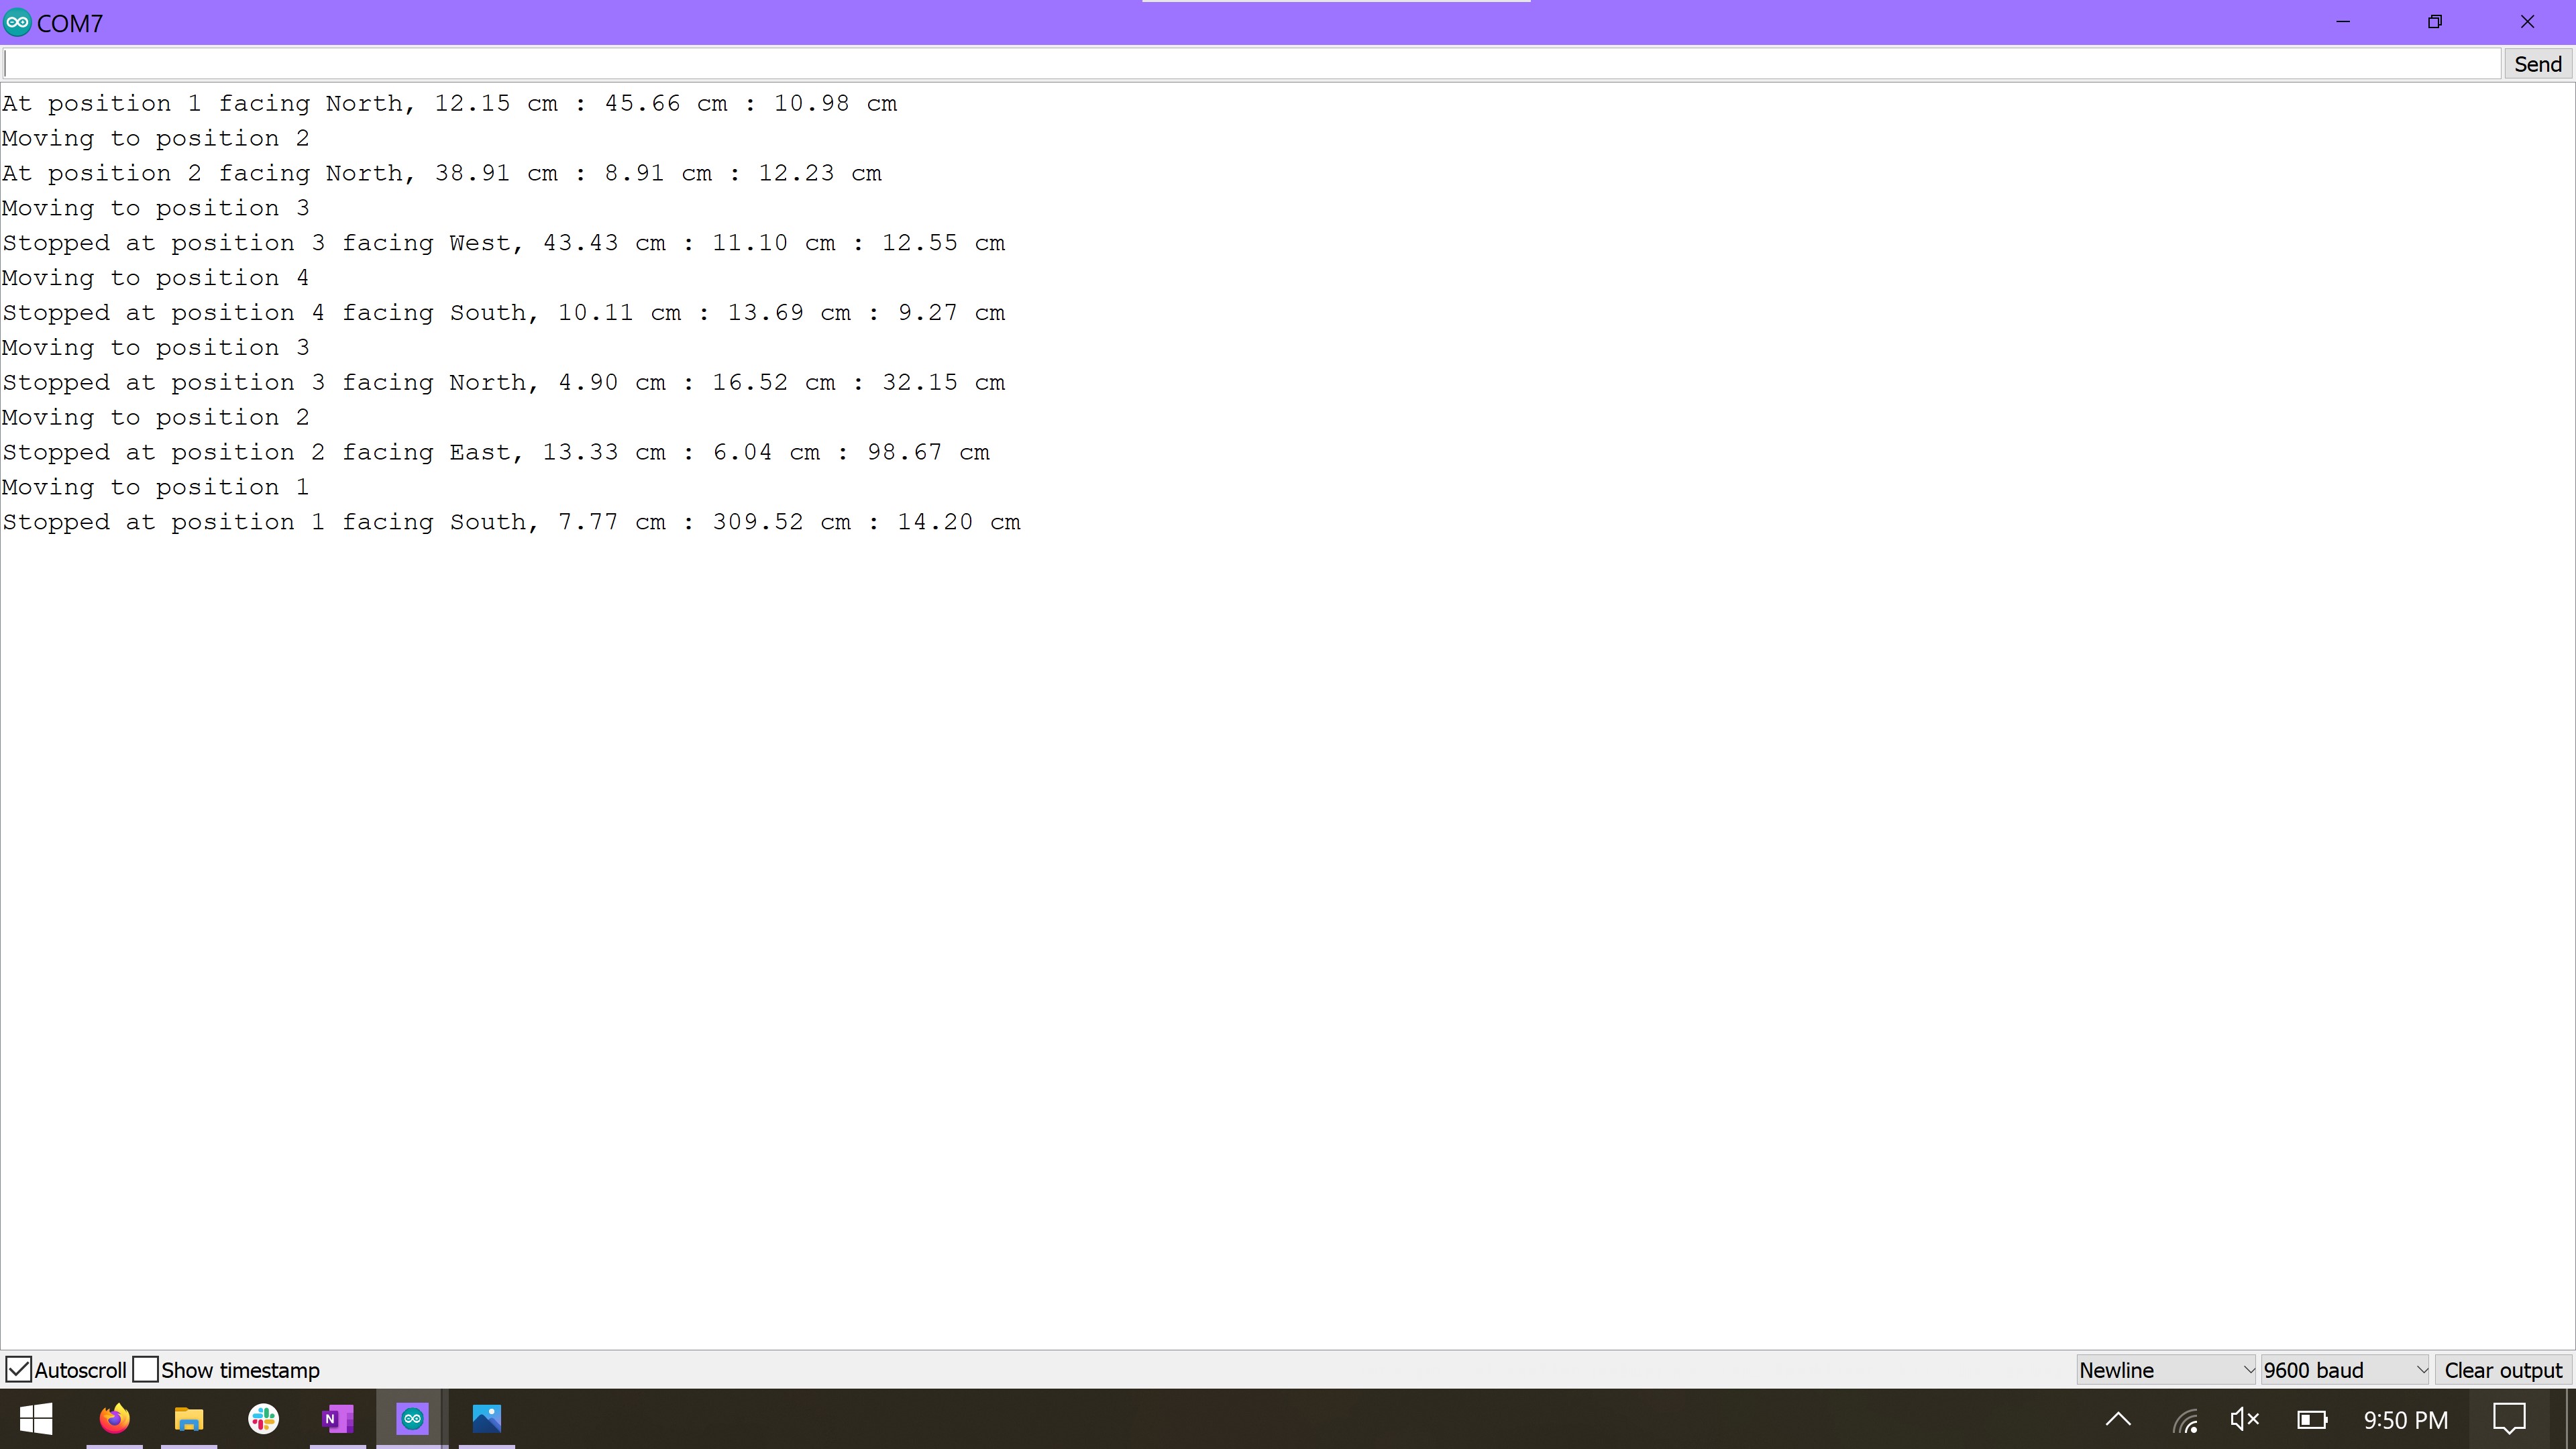 COM7
Send
At position 1 facing North, 12.15 cm : 45.66 cm : 10.98 cm
Moving to position 2
At position 2 facing North, 38.91 cm : 8.91 cm : 12.23 cm
Moving to position 3
Stopped at position 3 facing West, 43.43 cm : 11.10 cm : 12.55 cm
Moving to position 4
Stopped at position 4 facing South, 10.11 cm : 13.69 cm : 9.27 cm
Moving to position 3
Stopped at position 3 facing North, 4.90 cm : 16.52 cm : 32.15 cm
Moving to position 2
Stopped at position 2 facing East, 13.33 cm : 6.04 cm : 98.67 cm
Moving to position 1
Stopped at position 1 facing South, 7.77 cm : 309.52 cm : 14.20 cm
Autoscroll Show timestamp Newline 9600 baud Clear output
N 9:50 PM